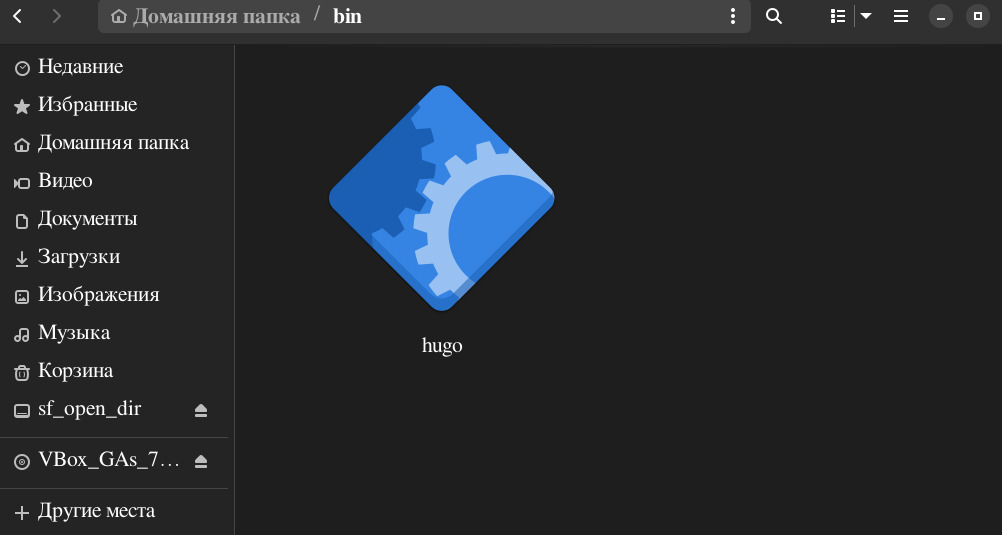 Домашняя папка / bin
Недавние
Избранные
Домашняя папка
Видео
Документы
Загрузки
Изображения
Музыка
Корзина
sf_open_dir
VBox_GAs_7...
Другие места
hugo